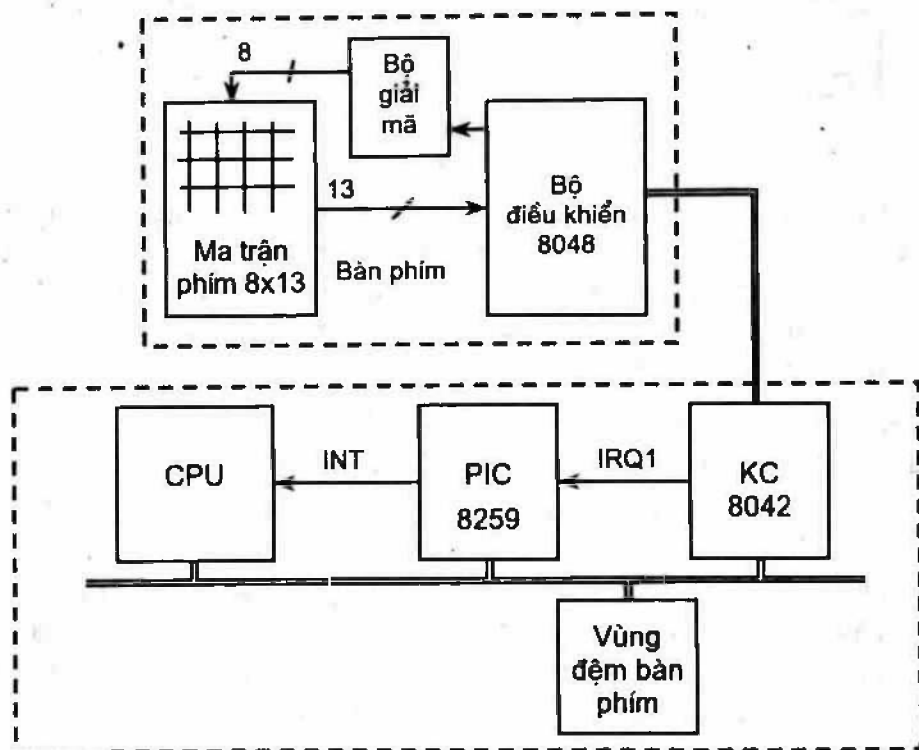 8
Bộ
giải
mã
13
Ma trận
phím 8x13
Bàn phím
Bộ
điều khiển
8048
CPU
INT
PIC
8259
IRQ1
KC
8042
Vùng
đệm bàn
phím